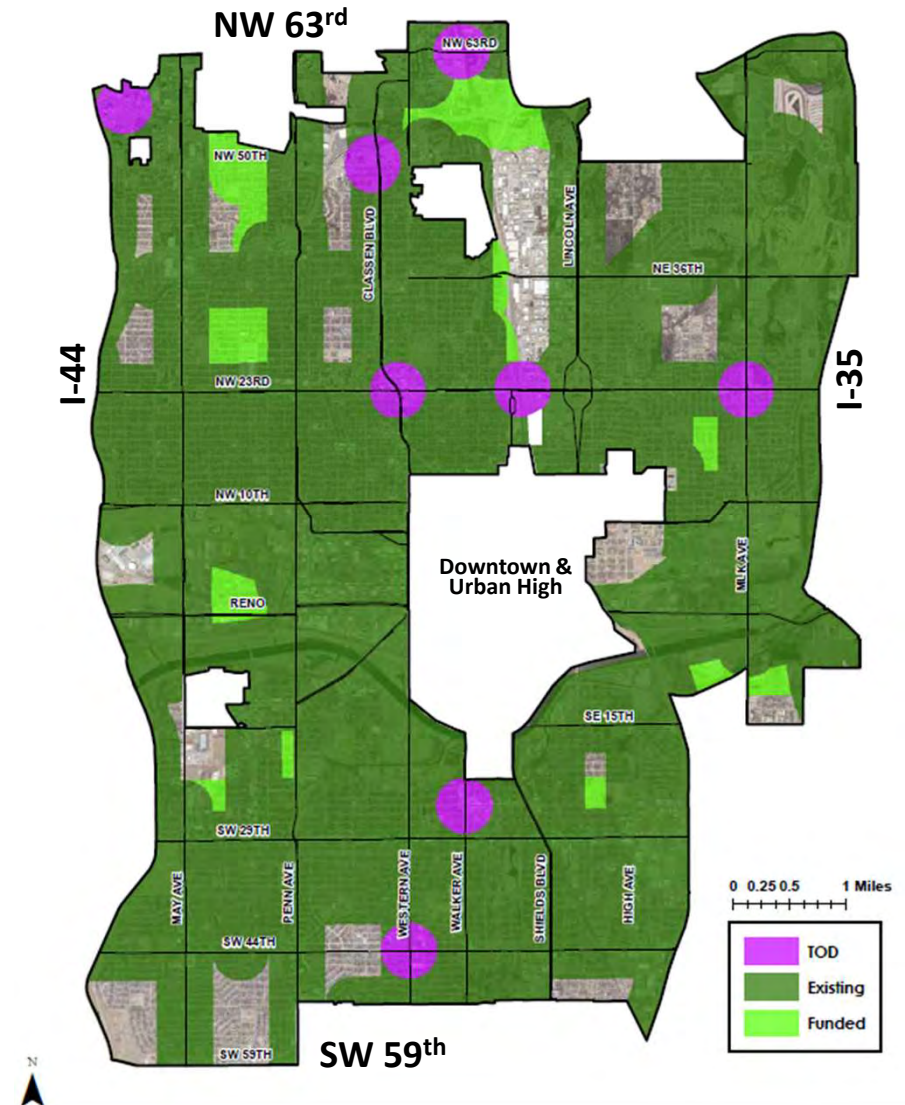 NW 63rd
NW 63RD
NW 50TH
CLASSEN BLVD
LINCOLN AVE
NE 36TH
I-44
I-35
NW 23RD
NW 10TH
Downtown &
Urban High
MLK AVE
RENO
SE 15TH
SW 29TH
MAY AVE
PENN AVE
WESTERN AVE
WALKER AVE
SHIELDS BLVD
HIGH AVE
0 0.25 0.5 1 Miles
SW 44TH
TOD
Existing
Funded
SW 59TH
SW 59th
N